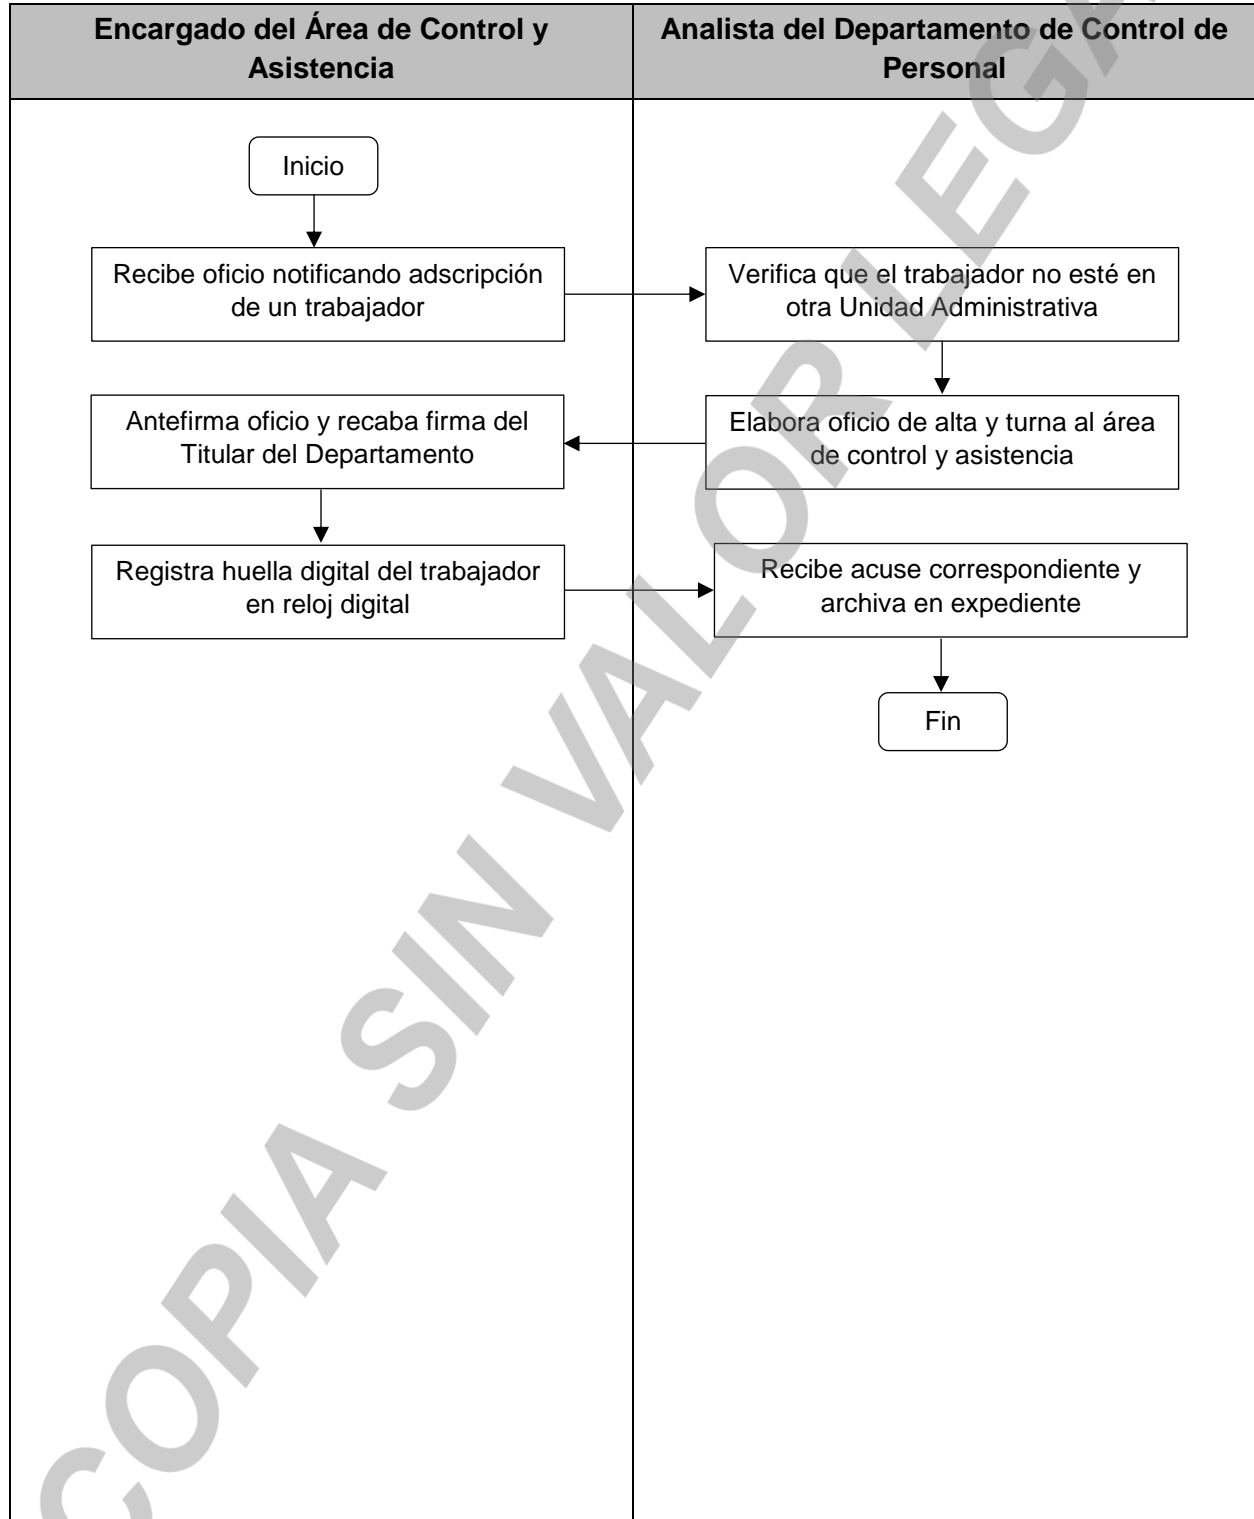 Encargado del Área de Control y
Asistencia
Analista del Departamento de Control de
Personal
Inicio
Recibe oficio notificando adscripción
de un trabajador
Verifica que el trabajador no esté en
otra Unidad Administrativa
Elabora oficio de alta y turna al área
de control y asistencia
Antefirma oficio y recaba firma del
Titular del Departamento
Registra huella digital del trabajador
en reloj digital
Recibe acuse correspondiente y
archiva en expediente
Fin
COPIA SIN VALOR LEGA